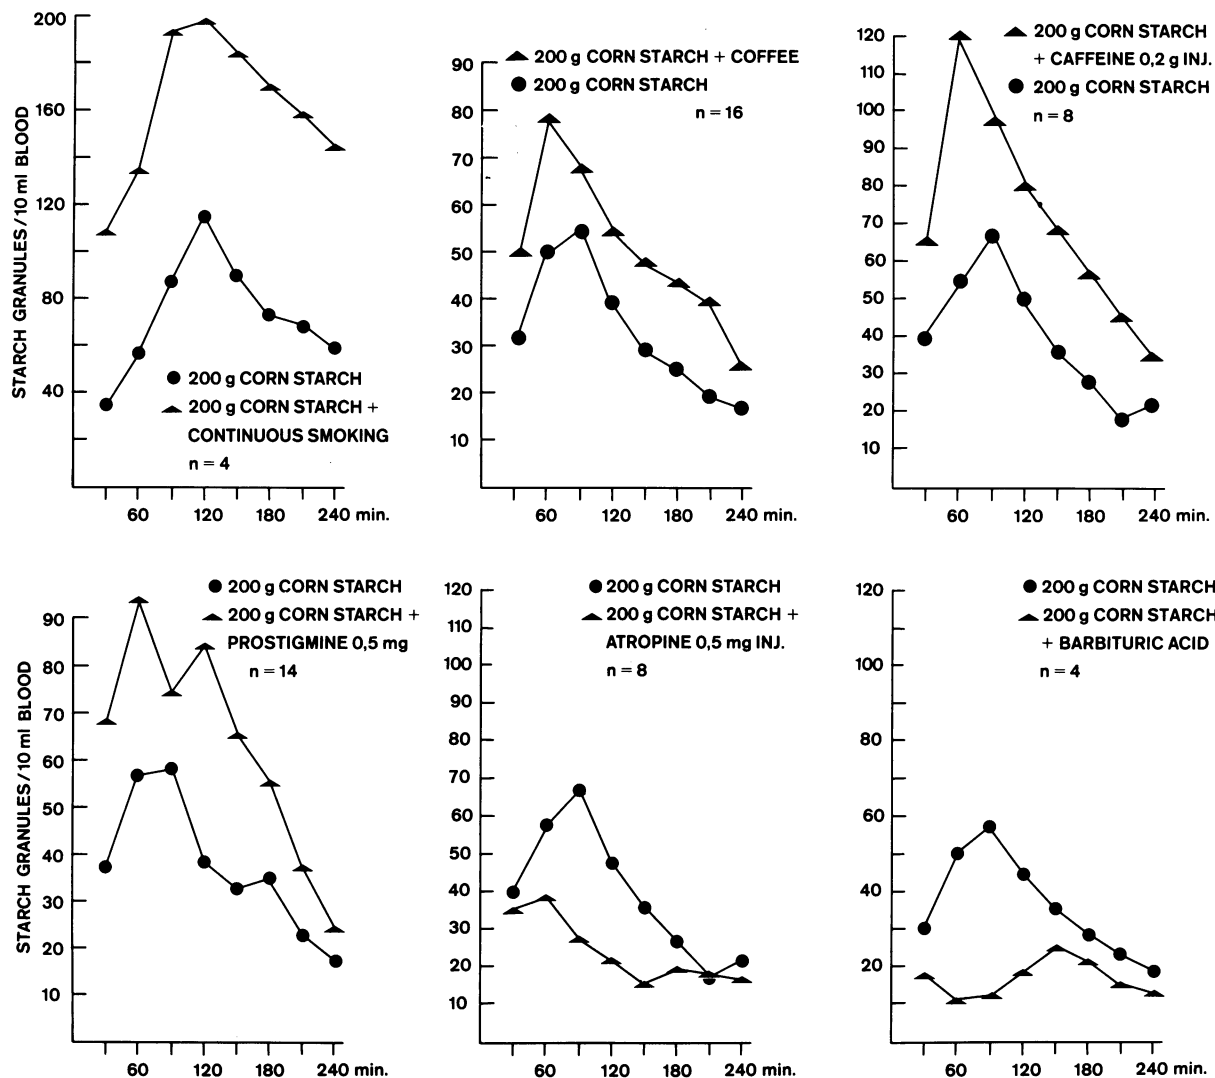 STARCH GRANULES/10 ml BLOOD
200
160
120
80
40
● 200 g CORN STARCH
▲ 200 g CORN STARCH +
CONTINUOUS SMOKING
n = 4
60 120 180 240 min.
▲ 200 g CORN STARCH + COFFEE
● 200 g CORN STARCH
n = 16
90
80
70
60
50
40
30
20
10
60 120 180 240 min.
▲ 200 g CORN STARCH
+ CAFFEINE 0,2 g INJ.
● 200 g CORN STARCH
n = 8
120
110
100
90
80
70
60
50
40
30
20
10
60 120 180 240 min.
STARCH GRANULES/10 ml BLOOD
● 200 g CORN STARCH
▲ 200 g CORN STARCH +
PROSTIGMINE 0,5 mg
n = 14
90
80
70
60
50
40
30
20
10
60 120 180 240 min.
● 200 g CORN STARCH
▲ 200 g CORN STARCH +
ATROPINE 0,5 mg INJ.
n = 8
120
110
100
90
80
70
60
50
40
30
20
10
60 120 180 240 min.
● 200 g CORN STARCH
▲ 200 g CORN STARCH
+ BARBITURIC ACID
n = 4
120
100
80
60
40
20
60 120 180 240 min.